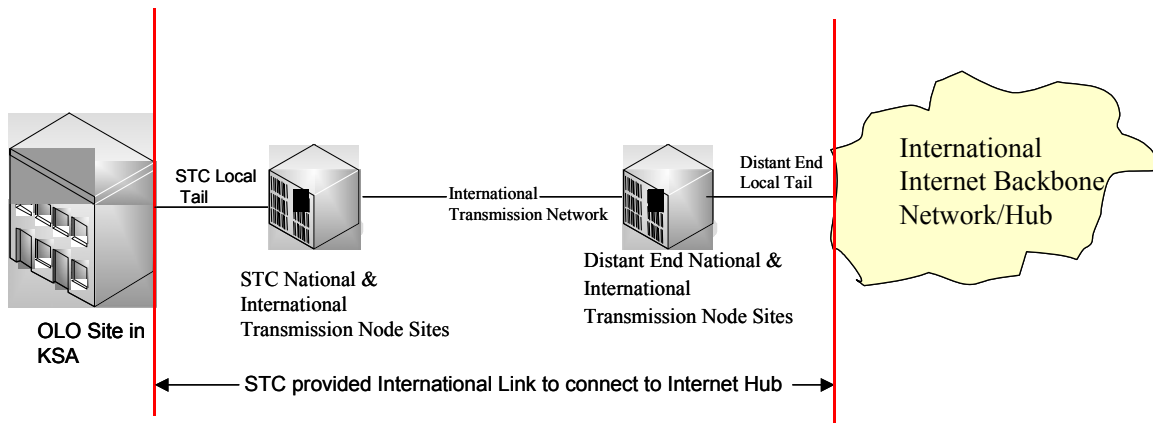 OLO Site in
KSA
STC Local
Tail
STC National &
International
Transmission Node Sites
International
Transmission Network
Distant End National &
International
Transmission Node Sites
Distant End
Local Tail
International
Internet Backbone
Network/Hub
STC provided International Link to connect to Internet Hub